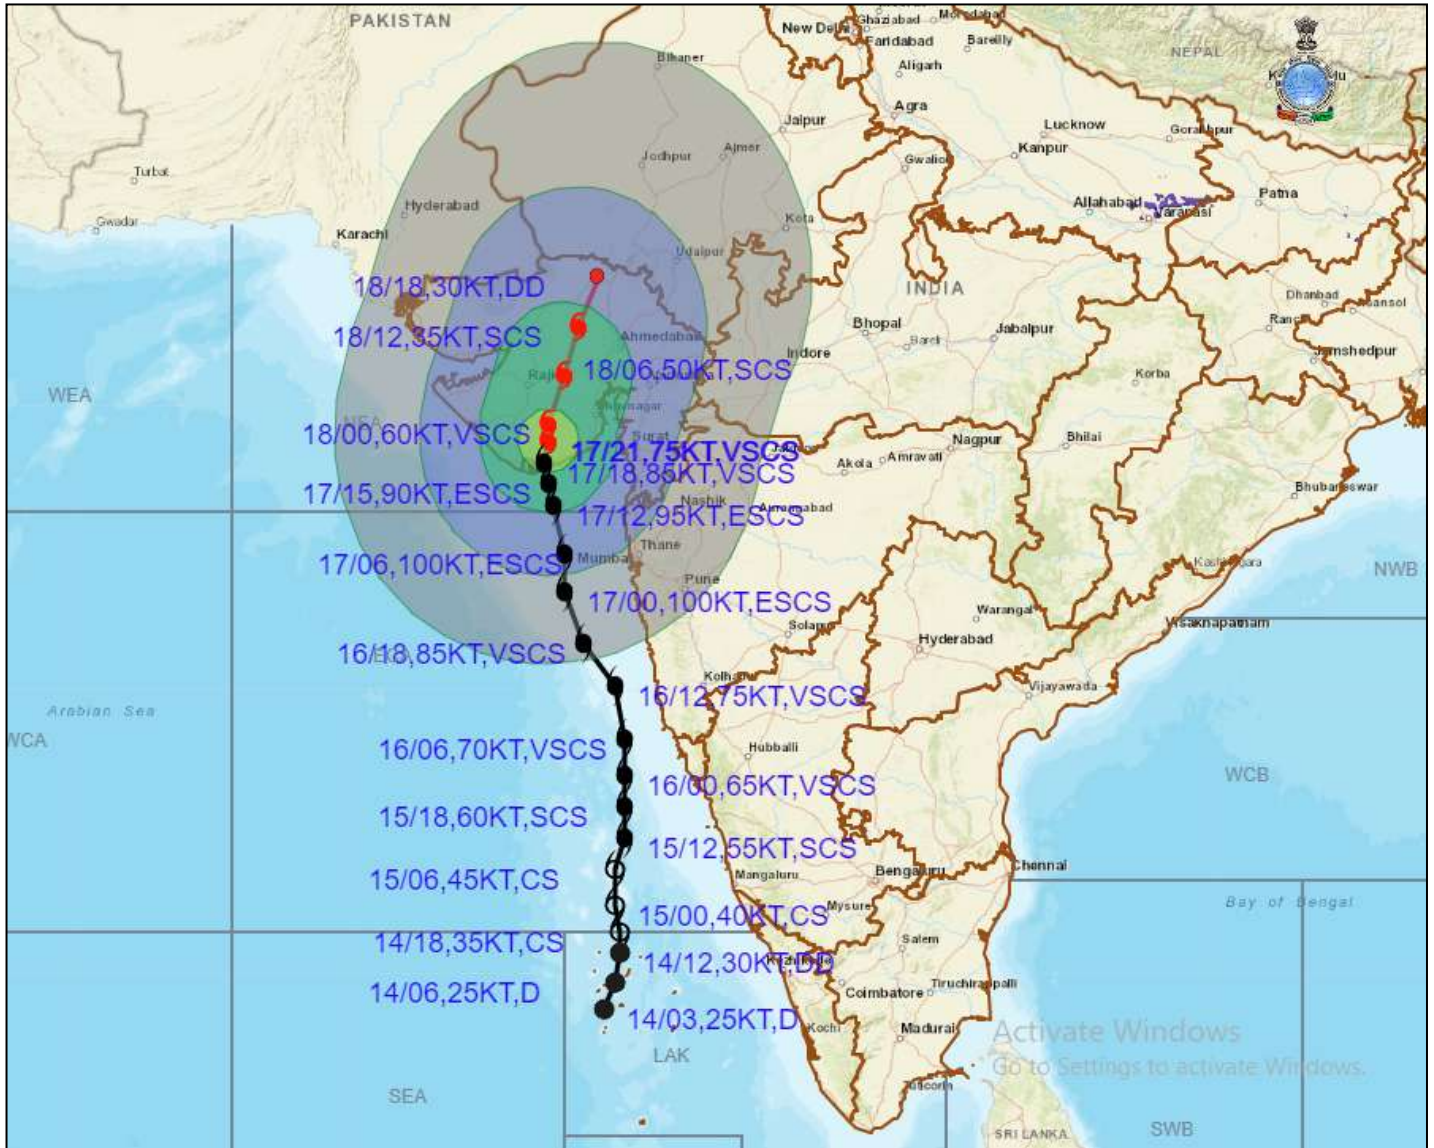 PAKISTAN
New Delhi
Ghaziabad
Moradabad
Faridabad
Bareilly
NEPAL
Bikaner
Aligarh
Agra
Jaipur
Lucknow
Kanpur
Jodhpur
Ajmer
Gwalio
Turbat
Gwadar
Hyderabad
Karachi
Kota
Allahabad
Varanasi
Patna
Udaipur
INDIA
Dhanbad
18/18,30KT,DD
18/12,35KT,SCS
Ahmedabad
Bhopal
Jabalpur
Indore
Jamshedpur
18/06,50KT,SCS
Korba
WEA
18/00,60KT,VSCS
Surat
17/21,75KT,VSCS
Nagpur
Bhilai
17/18,85KT,VSCS
Akola
Amravati
17/15,90KT,ESCS
Nashik
Bhubaneswar
17/12,95KT,ESCS
17/06,100KT,ESCS
Mumbai
Thane
Pune
NWB
17/00,100KT,ESCS
Warangal
Solapur
Hyderabad
Visakhapatnam
16/18,85KT,VSCS
Kolhapur
Vijayawada
16/12,75KT,VSCS
Arabian Sea
WCA
16/06,70KT,VSCS
Hubballi
WCB
16/00,65KT,VSCS
15/18,60KT,SCS
15/12,55KT,SCS
Chennai
15/06,45KT,CS
Mangaluru
Bengaluru
Bay of Bengal
15/00,40KT,CS
Mysuru
14/18,35KT,CS
Salem
14/12,30KT,DD
14/06,25KT,D
Coimbatore
Tiruchirappalli
14/03,25KT,D
Kochi
Madurai
Activate Windows
Go to Settings to activate Windows.
LAK
SEA
Tuticorin
SWB
SRI LANKA